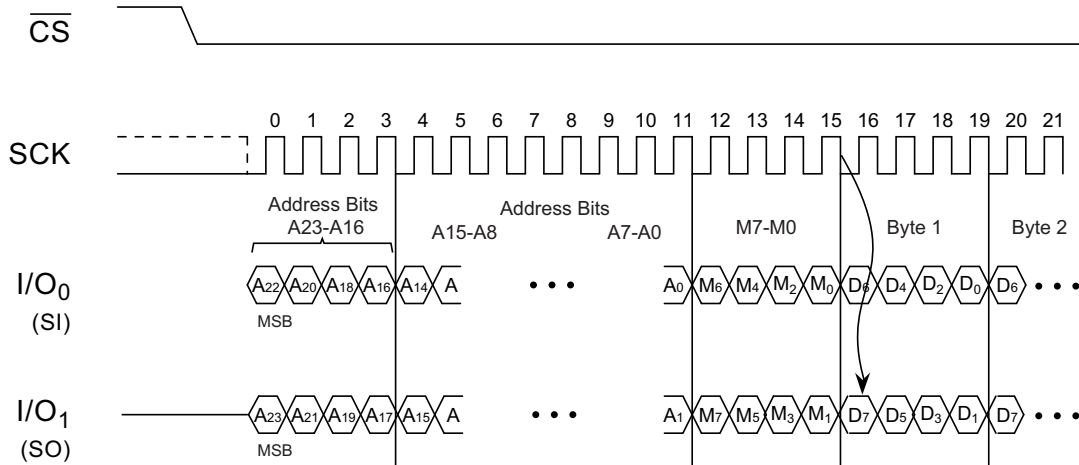 CS
SCK
0 1 2 3 4 5 6 7 8 9 10 11 12 13 14 15 16 17 18 19 20 21
Address Bits
A23-A16
Address Bits
A15-A8
A7-A0
M7-M0
Byte 1
Byte 2
I/O0
(SI)
A22 A20 A18 A16 A14 A • • • A0 M6 M4 M2 M0 D6 D4 D2 D0 D6 • • •
MSB
I/O1
(SO)
A23 A21 A19 A17 A15 A • • • A1 M7 M5 M3 M1 D7 D5 D3 D1 D7 • • •
MSB